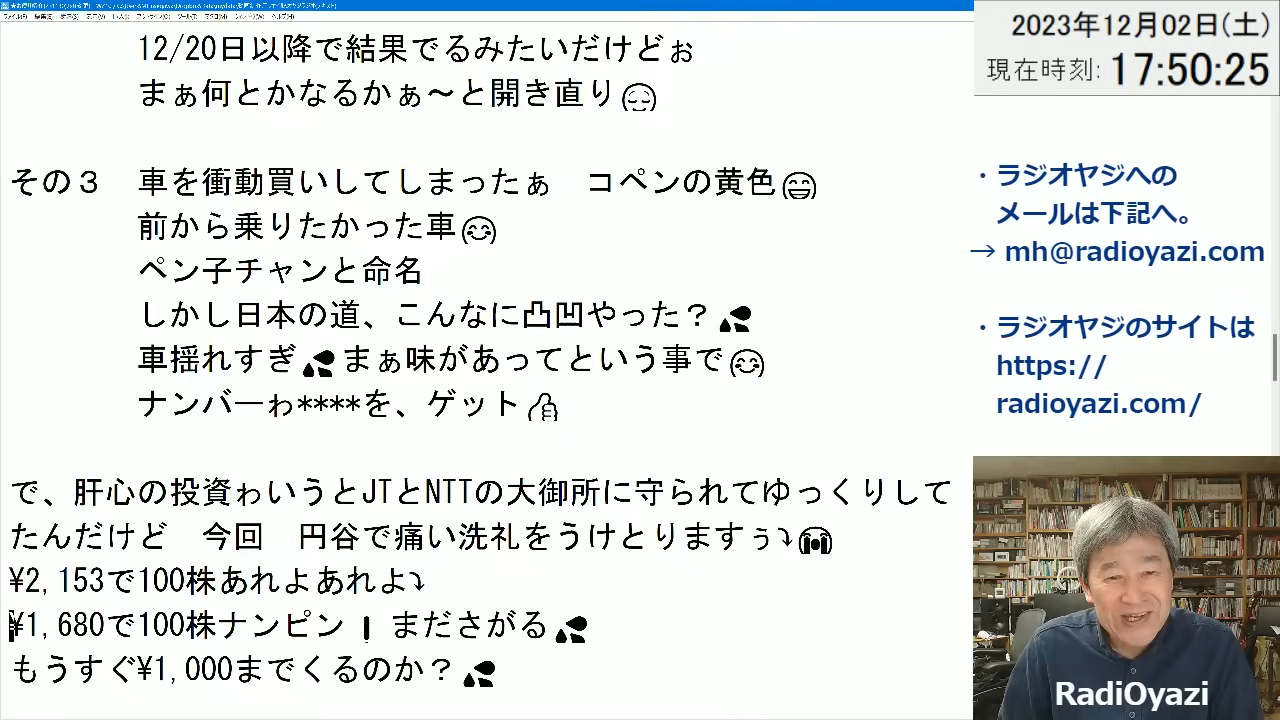 12/20日以降で結果でるみたいだけどぉ
まぁ何とかなるかぁ～と開き直り😌
その３　車を衝動買いしてしまったぁ　コペンの黄色😄
前から乗りたかった車😊
ペン子チャンと命名
しかし日本の道、こんなに凸凹やった？💦
車揺れすぎ💦まぁ味があってという事で😊
ナンバーゎ****を、ゲット👍
で、肝心の投資ゎいうとJTとNTTの大御所に守られてゆっくりして
たんだけど　今回　円谷で痛い洗礼をうけとりますぅ⤵😭
¥2,153で100株あれよあれよ⤵
¥1,680で100株ナンピン❗まださがる💦
もうすぐ¥1,000までくるのか？💦
2023年12月02日(土)
現在時刻: 17:50:25
・ラジオヤジへの
メールは下記へ。
→ mh@radioyazi.com
・ラジオヤジのサイトは
https://
radioyazi.com/
RadiOyazi